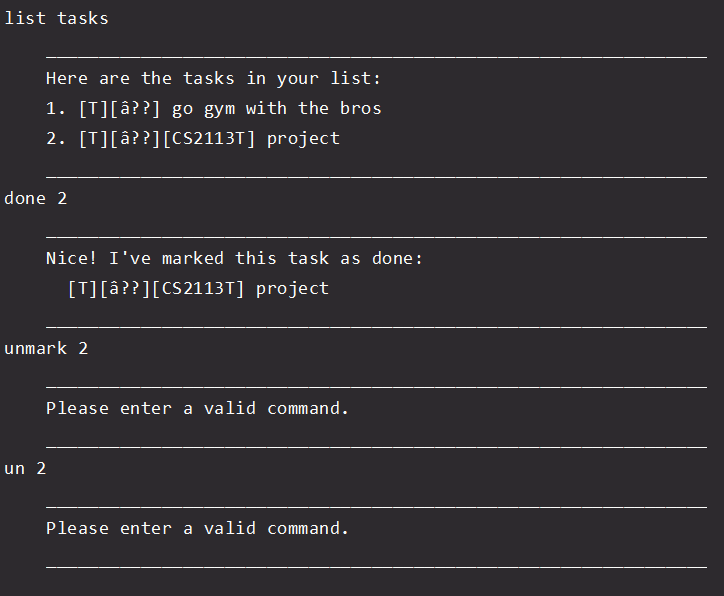 list tasks
____________________________________________________________
Here are the tasks in your list:
1. [T][â??] go gym with the bros
2. [T][â??][CS2113T] project
____________________________________________________________
done 2
____________________________________________________________
Nice! I've marked this task as done:
[T][â??][CS2113T] project
____________________________________________________________
unmark 2
____________________________________________________________
Please enter a valid command.
____________________________________________________________
un 2
____________________________________________________________
Please enter a valid command.
____________________________________________________________